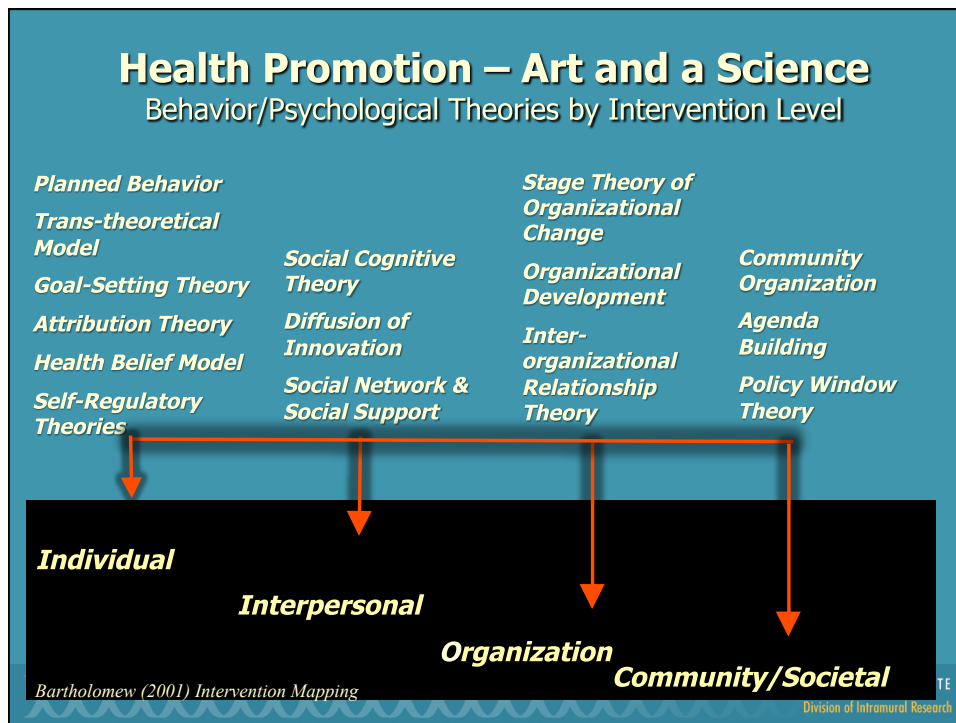 Health Promotion – Art and a Science
Behavior/Psychological Theories by Intervention Level
Planned Behavior
Trans-theoretical
Model
Goal-Setting Theory
Attribution Theory
Health Belief Model
Self-Regulatory
Theories
Social Cognitive
Theory
Diffusion of
Innovation
Social Network &
Social Support
Stage Theory of
Organizational
Change
Organizational
Development
Inter-
organizational
Relationship
Theory
Community
Organization
Agenda
Building
Policy Window
Theory
Individual
Interpersonal
Organization
Community/Societal
Bartholomew (2001) Intervention Mapping
TE
Division of Intramural Research